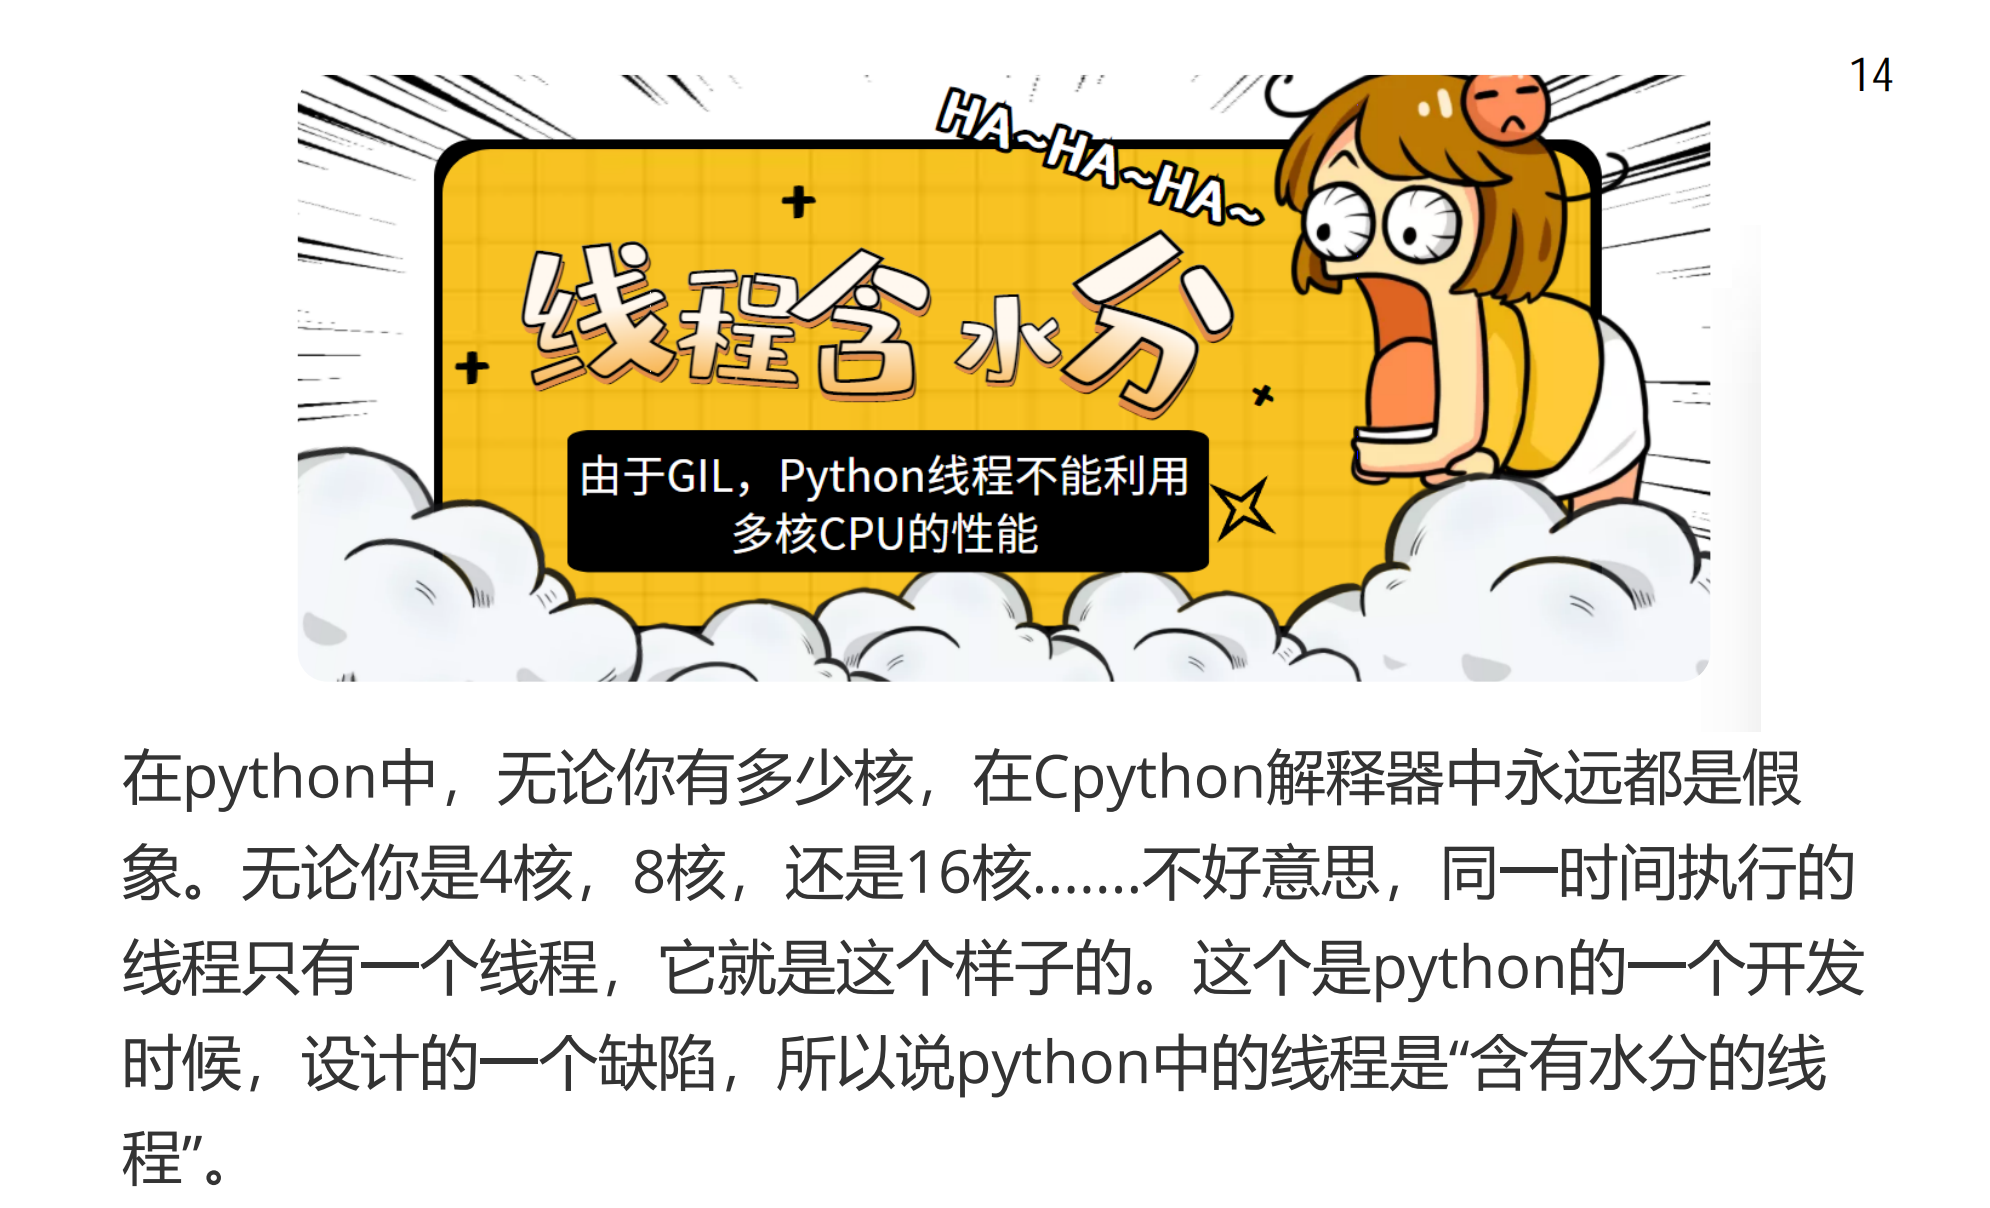 14
HA~HA~HA~
线程含水分
由于GIL，Python线程不能利用
多核CPU的性能
在python中，无论你有多少核，在Cpython解释器中永远都是假
象。无论你是4核，8核，还是16核.......不好意思，同一时间执行的
线程只有一个线程，它就是这个样子的。这个是python的一个开发
时候，设计的一个缺陷，所以说python中的线程是“含有水分的线
程”。